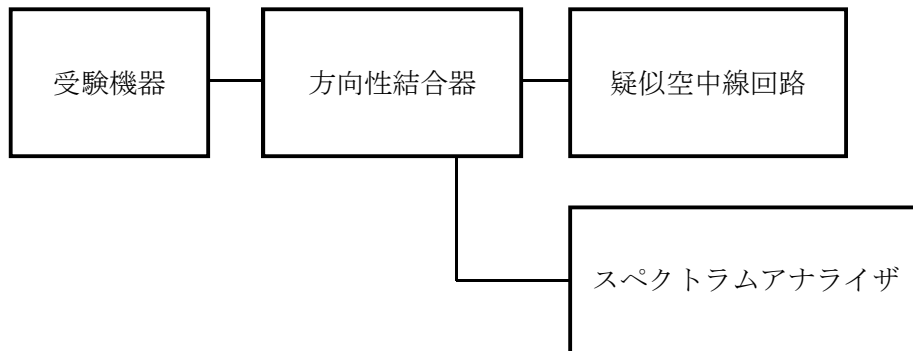 受験機器
方向性結合器
疑似空中線回路
スペクトラムアナライザ